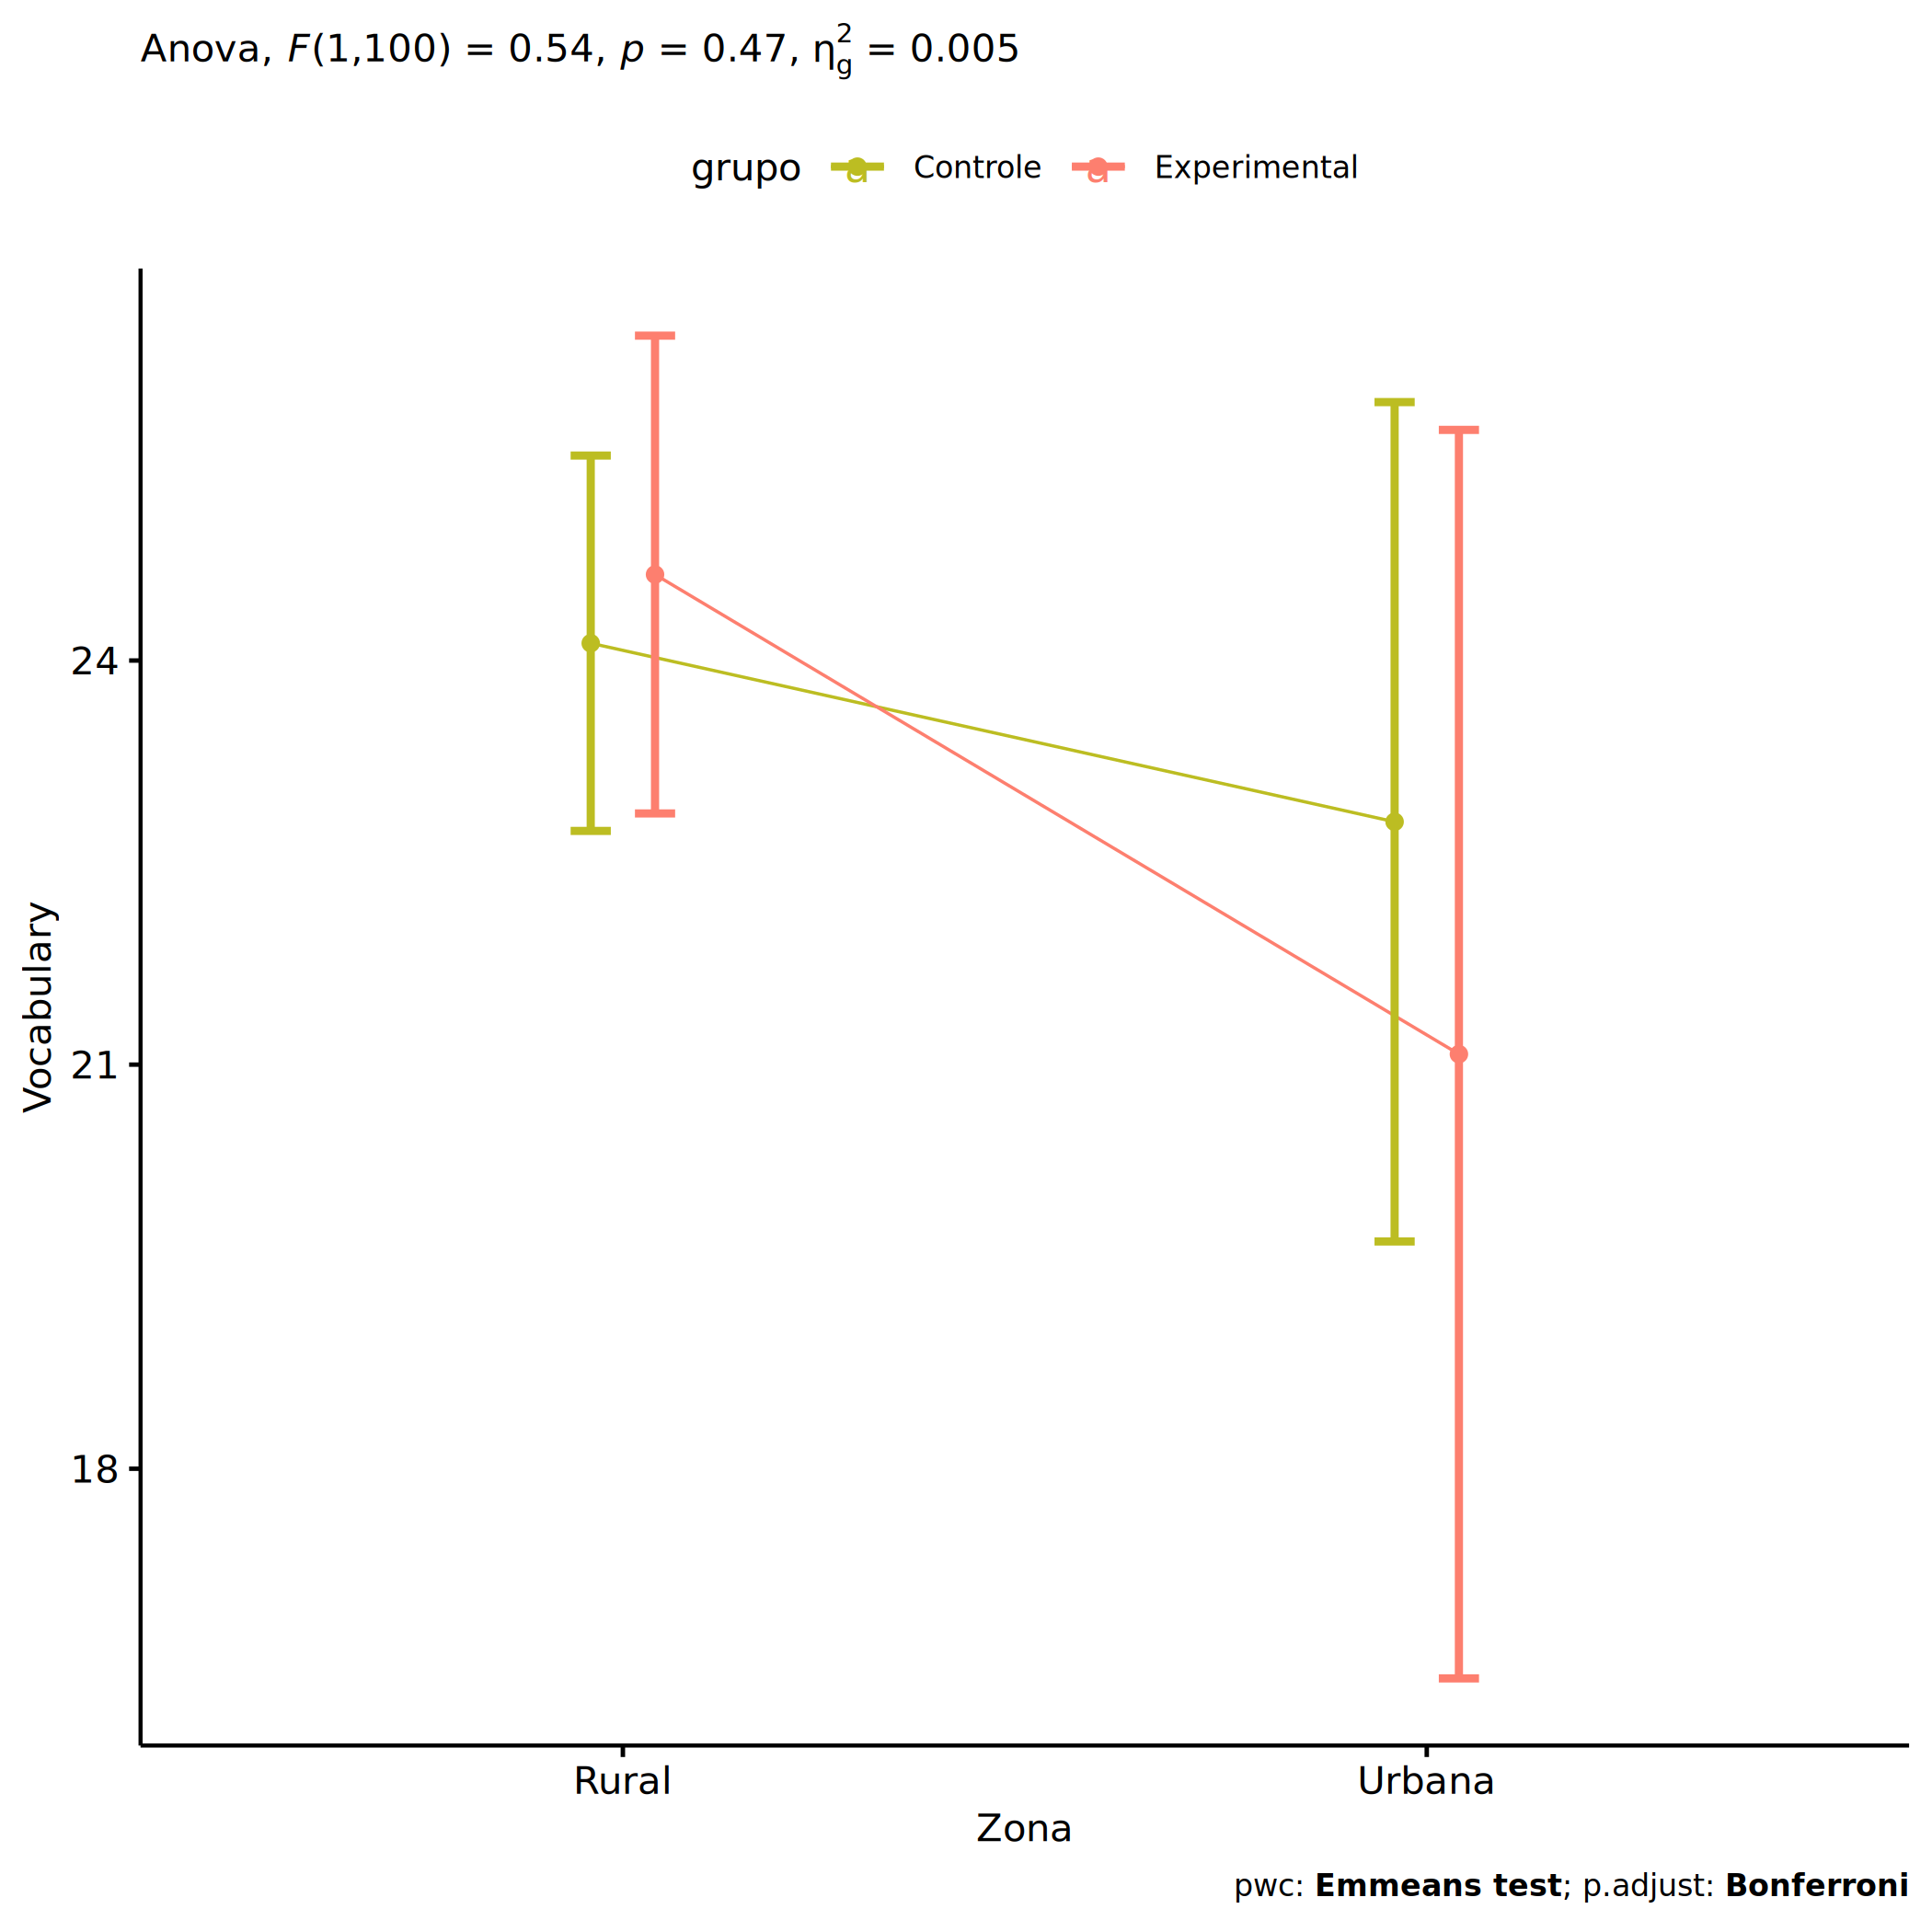 Anova, F(1,100) = 0.54, p = 0.47, η²g = 0.005
grupo a Controle a Experimental
24
21
18
Vocabulary
Rural Urbana
Zona
pwc: Emmeans test; p.adjust: Bonferroni